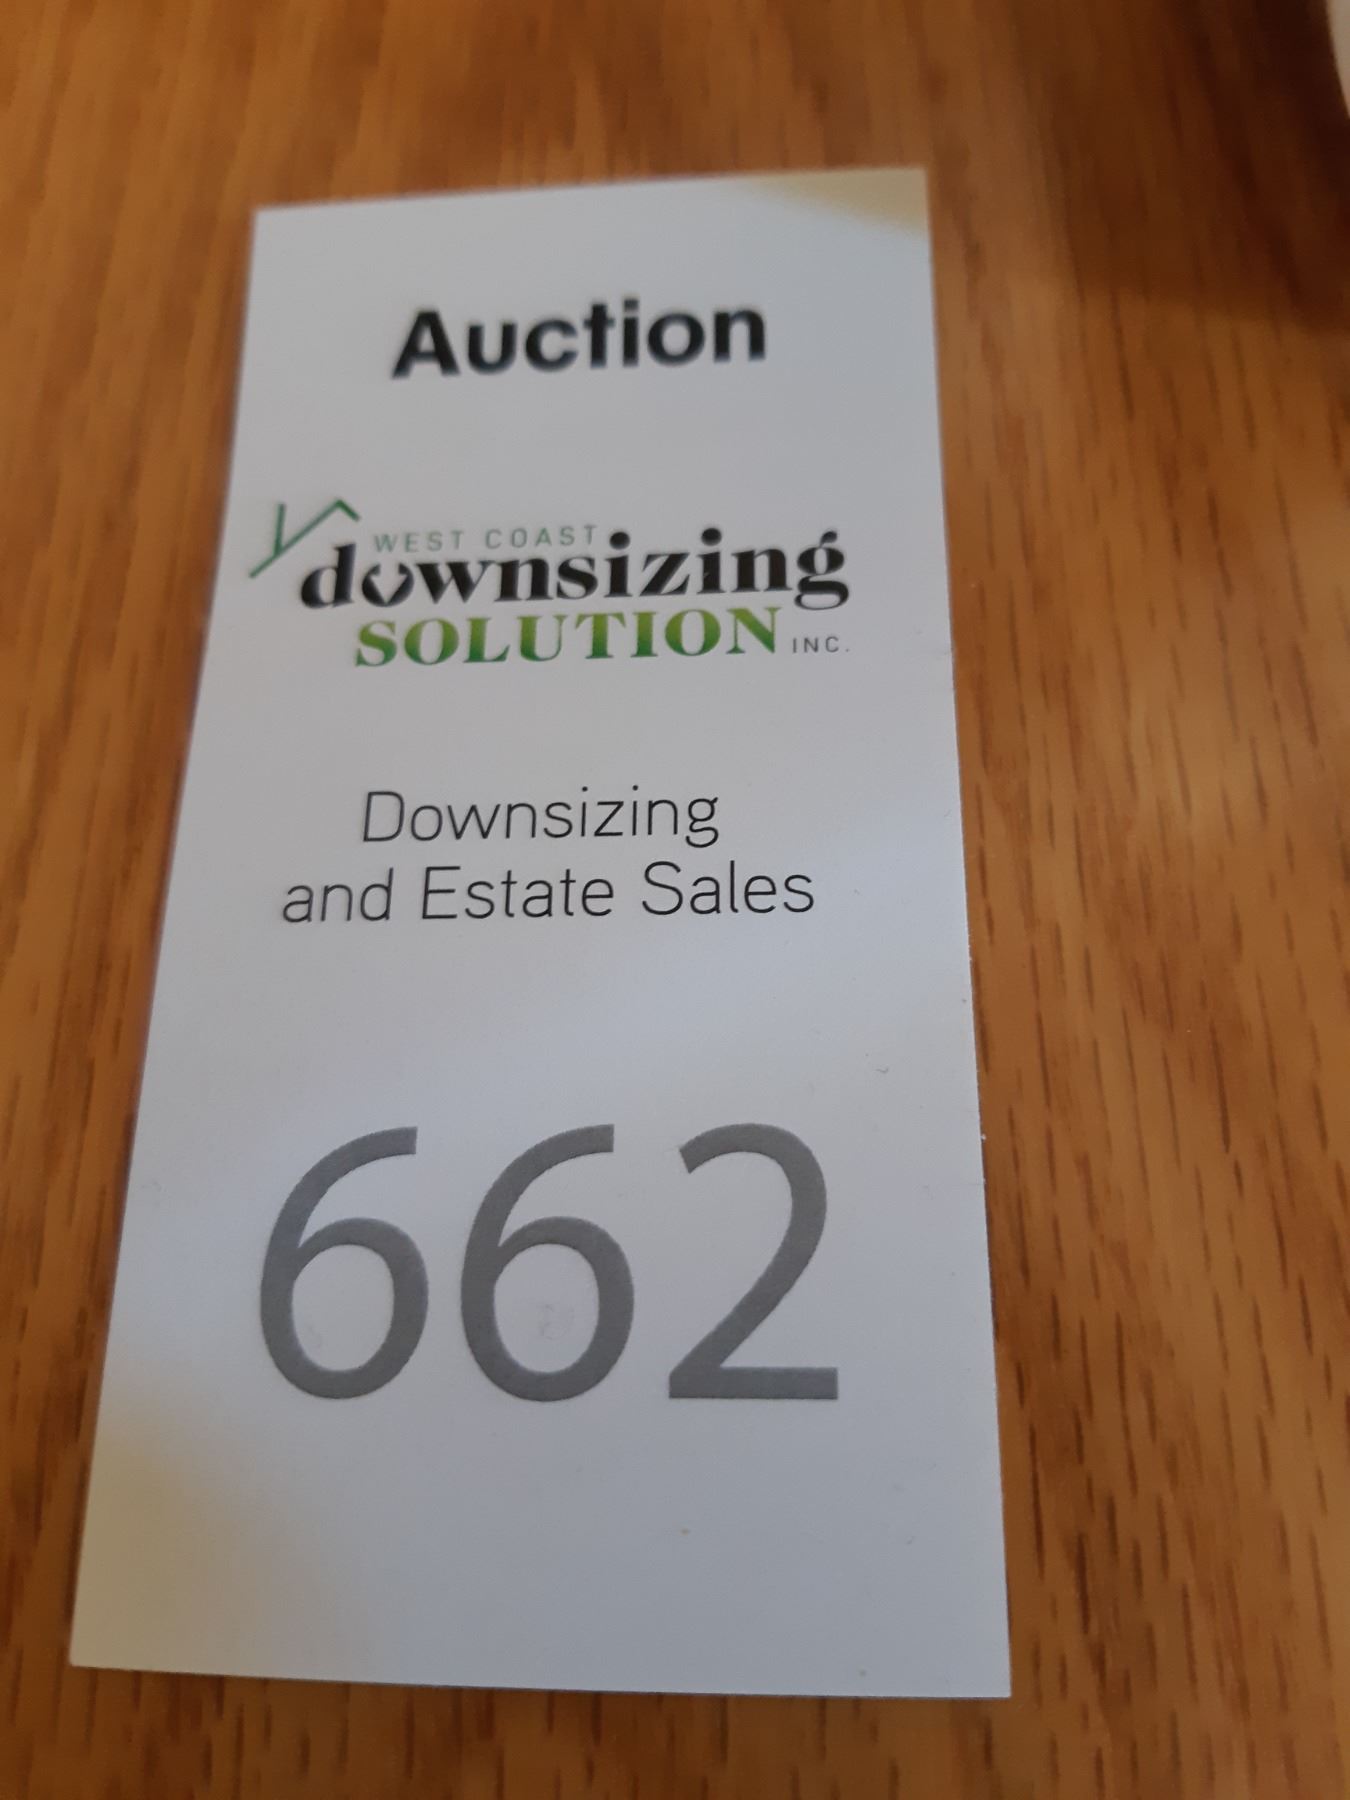 Auction
WEST COAST
downsizing
SOLUTION INC.
Downsizing
and Estate Sales
662